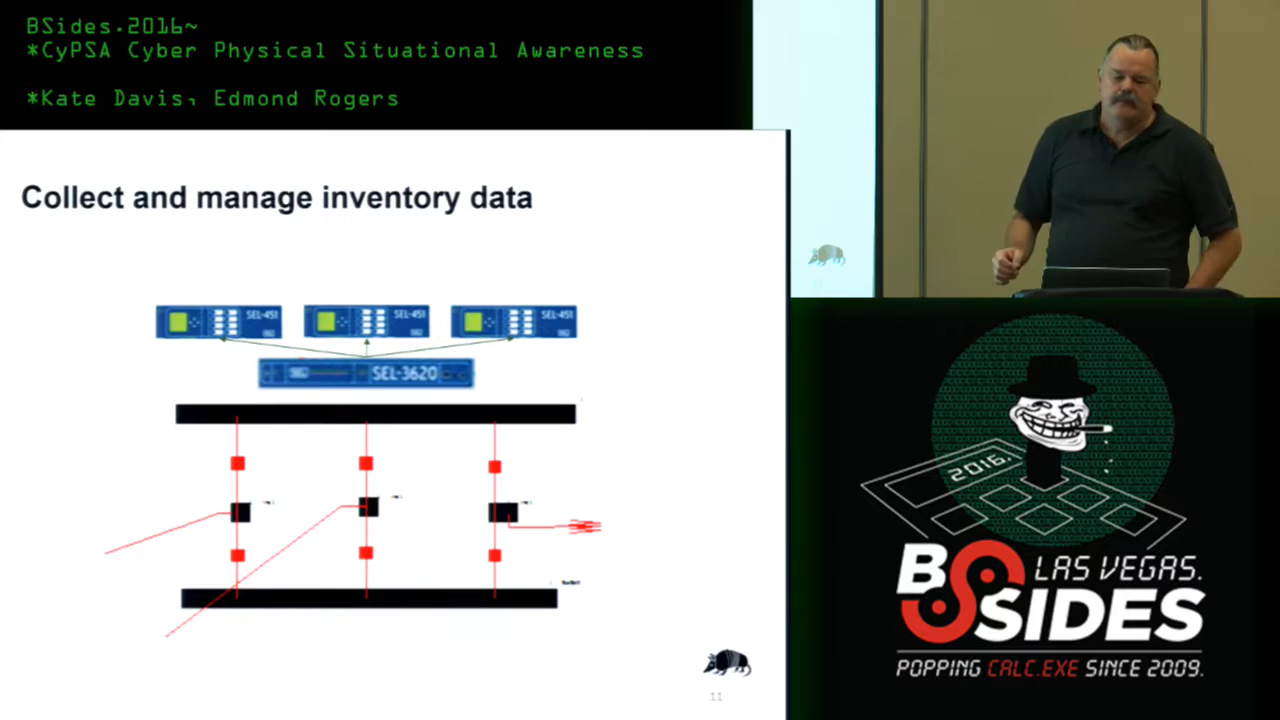 BSides.2016~
*CyPSA Cyber Physical Situational Awareness
*Kate Davis, Edmond Rogers
Collect and manage inventory data
SEL-451
SEL-451
SEL-451
SEL-3620
11
2016.
BSIDES
LAS VEGAS.
POPPING CALC.EXE SINCE 2009.